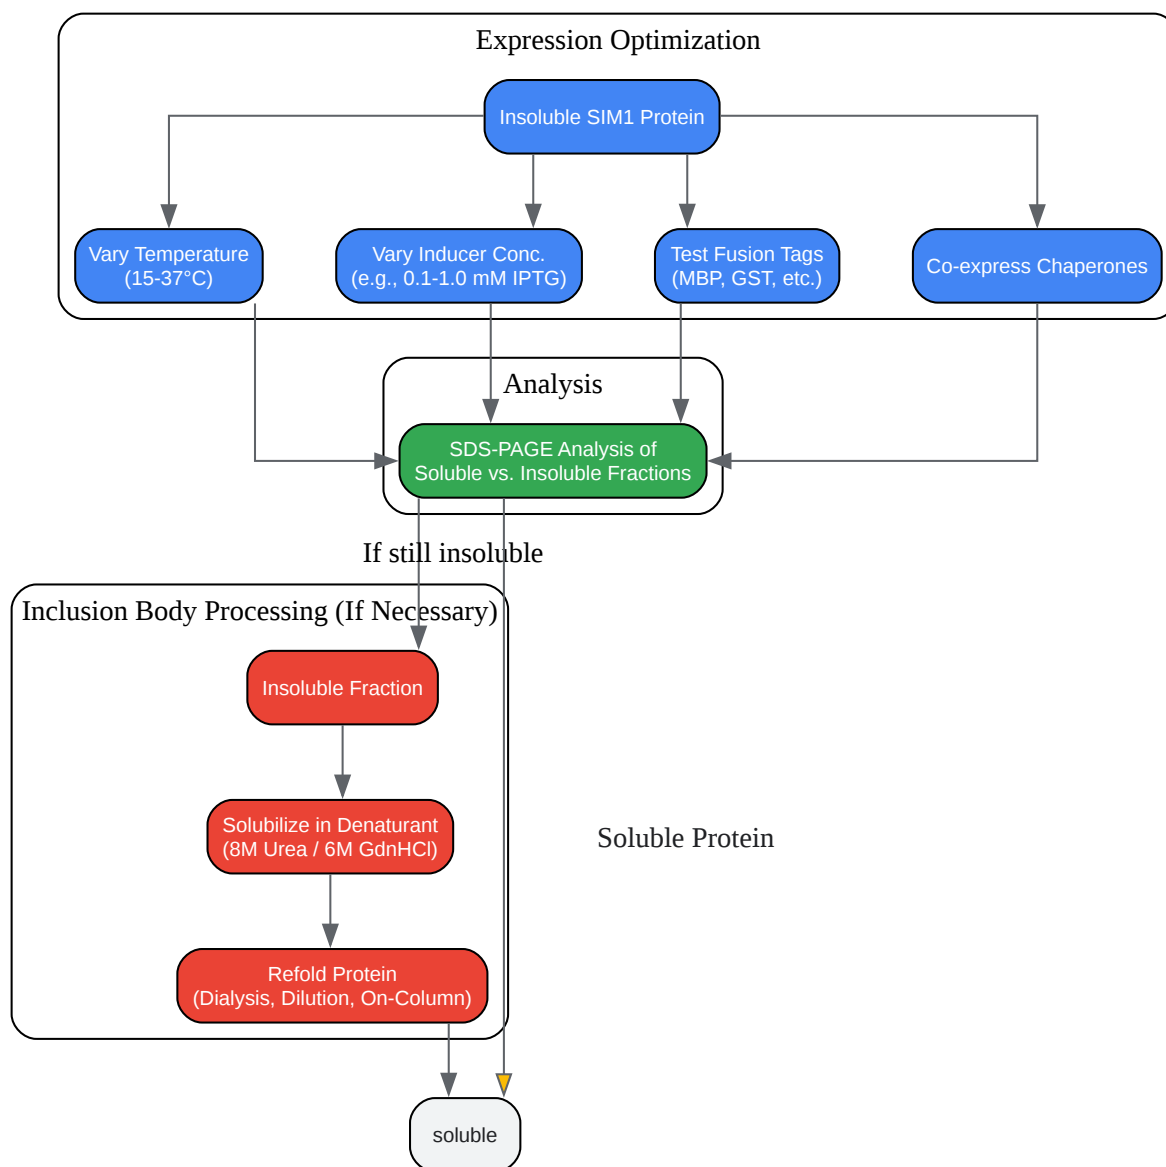 Expression Optimization
Insoluble SIM1 Protein
Vary Temperature
(15-37°C)
Vary Inducer Conc.
(e.g., 0.1-1.0 mM IPTG)
Test Fusion Tags
(MBP, GST, etc.)
Co-express Chaperones
Analysis
SDS-PAGE Analysis of
Soluble vs. Insoluble Fractions
If still insoluble
Inclusion Body Processing (If Necessary)
Insoluble Fraction
Solubilize in Denaturant
(8M Urea / 6M GdnHCl)
Soluble Protein
Refold Protein
(Dialysis, Dilution, On-Column)
soluble